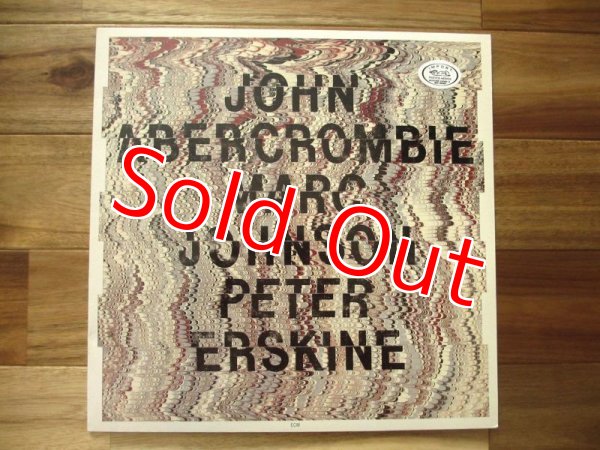 JOHN
ABERCROMBIE
MARC
JOHNSON
PETER
ERSKINE
Sold Out
ECM